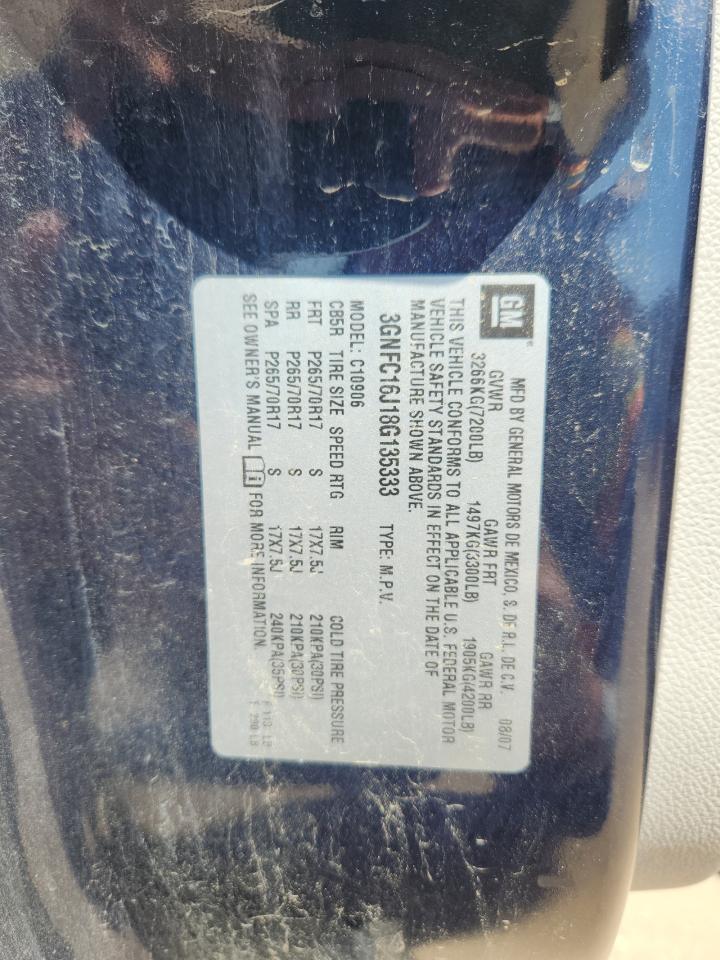 GM®
MFD BY GENERAL MOTORS DE MEXICO, S. DE R.L. DE C.V. 08/07
GVWR GAWR FRT GAWR RR
3266KG(7200LB) 1497KG(3300LB) 1905KG(4200LB)
THIS VEHICLE CONFORMS TO ALL APPLICABLE U.S. FEDERAL MOTOR
VEHICLE SAFETY STANDARDS IN EFFECT ON THE DATE OF
MANUFACTURE SHOWN ABOVE.
3GNFC16J18G135333 TYPE: M.P.V.
MODEL: C10906
CB5R TIRE SIZE SPEED RTG RIM COLD TIRE PRESSURE
FRT P265/70R17 S 17X7.5J 210KPA(30PSI)
RR P265/70R17 S 17X7.5J 210KPA(30PSI)
SPA P265/70R17 S 17X7.5J 240KPA(35PSI)
SEE OWNER'S MANUAL FOR MORE INFORMATION.